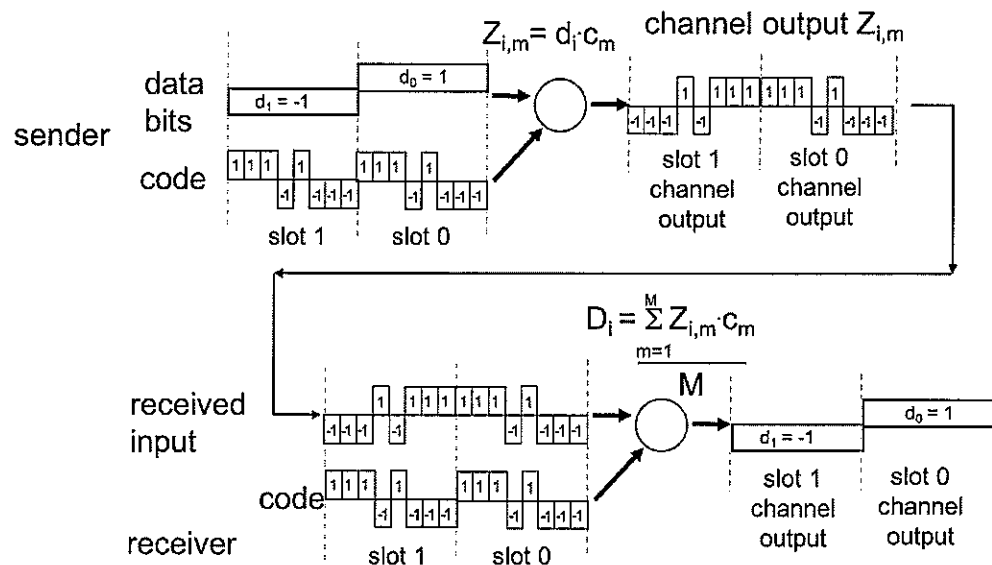 Z_{i,m} = d_i·c_m
channel output Z_{i,m}
sender
data bits
d_1 = -1
d_0 = 1
code
1 1 1 -1 1 -1 -1 -1
1 1 1 -1 1 -1 -1 -1
slot 1
slot 0
-1 -1 -1 1 -1 1 1 1
1 1 1 -1 1 -1 -1 -1
slot 1 channel output
slot 0 channel output
D_i = Σ Z_{i,m}·c_m
M
m=1
M
received input
-1 -1 -1 1 -1 1 1 1
1 1 1 -1 1 -1 -1 -1
code
1 1 1 -1 1 -1 -1 -1
1 1 1 -1 1 -1 -1 -1
receiver
slot 1
slot 0
d_1 = -1
d_0 = 1
slot 1 channel output
slot 0 channel output